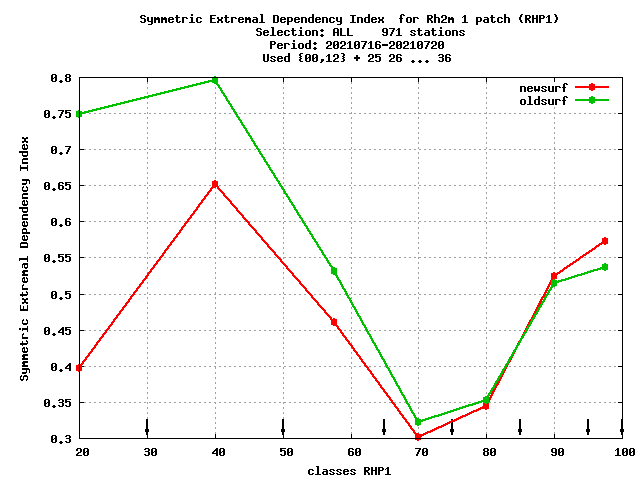 Symmetric Extremal Dependency Index  for Rh2m 1 patch (RHP1)
Selection: ALL    971 stations
Period: 20210716-20210720
Used {00,12} + 25 26 ... 36
newsurf
oldsurf
Symmetric Extremal Dependency Index
0.8
0.75
0.7
0.65
0.6
0.55
0.5
0.45
0.4
0.35
0.3
20 30 40 50 60 70 80 90 100
classes RHP1